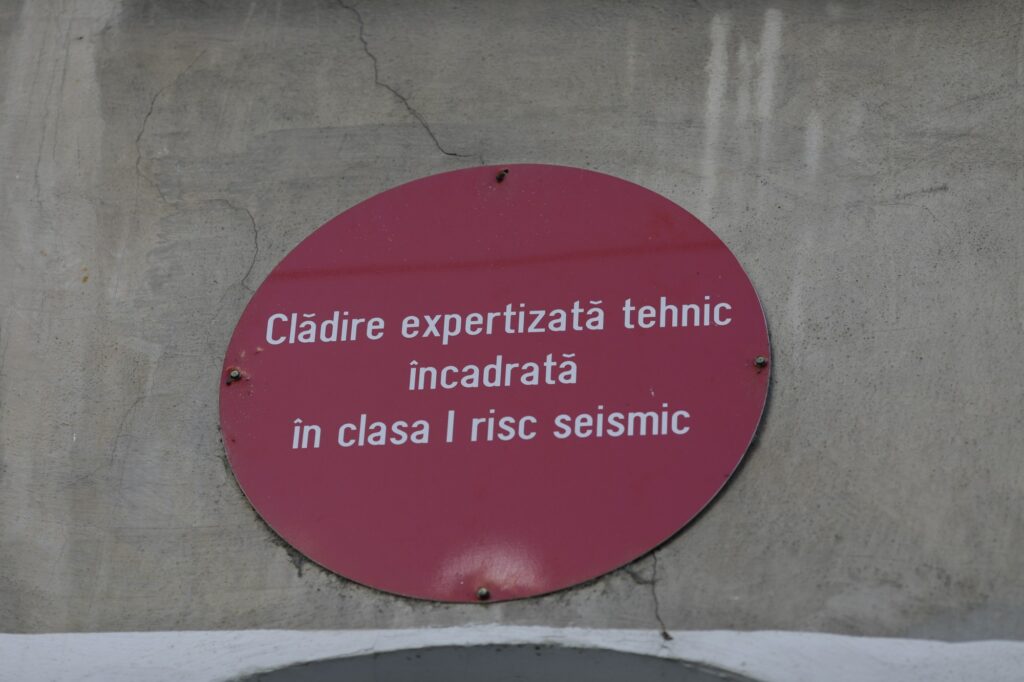 Clădire expertizată tehnic
încadrată
în clasa I risc seismic